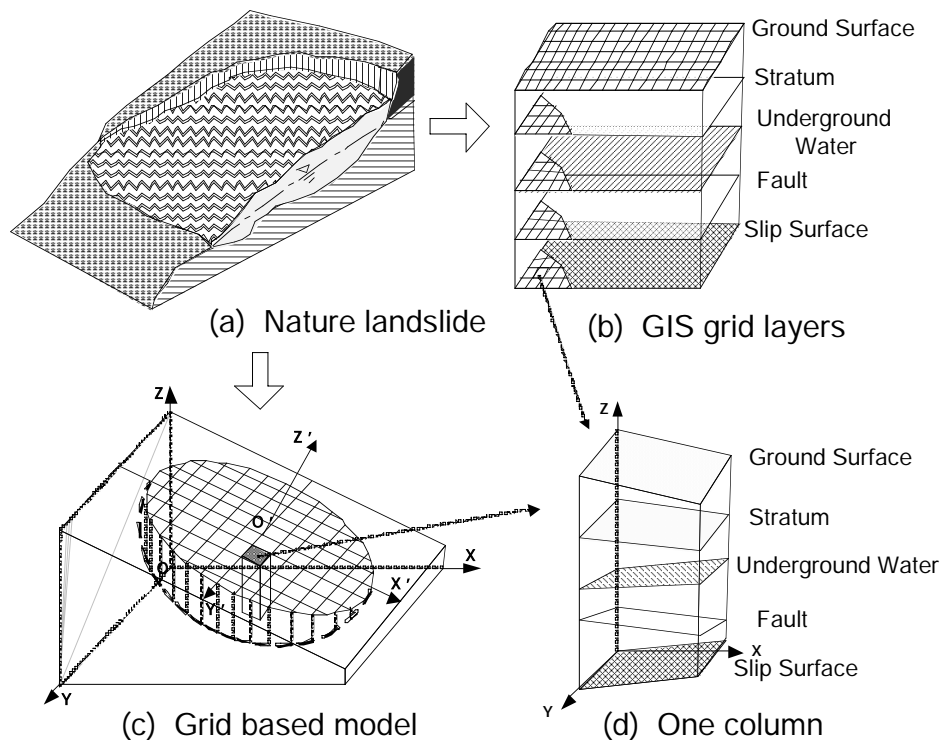 Ground Surface
Stratum
Underground
Water
Fault
Slip Surface
(a) Nature landslide
(b) GIS grid layers
Z
Z'
O'
O
X
X'
Y'
Y
(c) Grid based model
Z
Ground Surface
Stratum
Underground Water
Fault
X
Slip Surface
Y
(d) One column